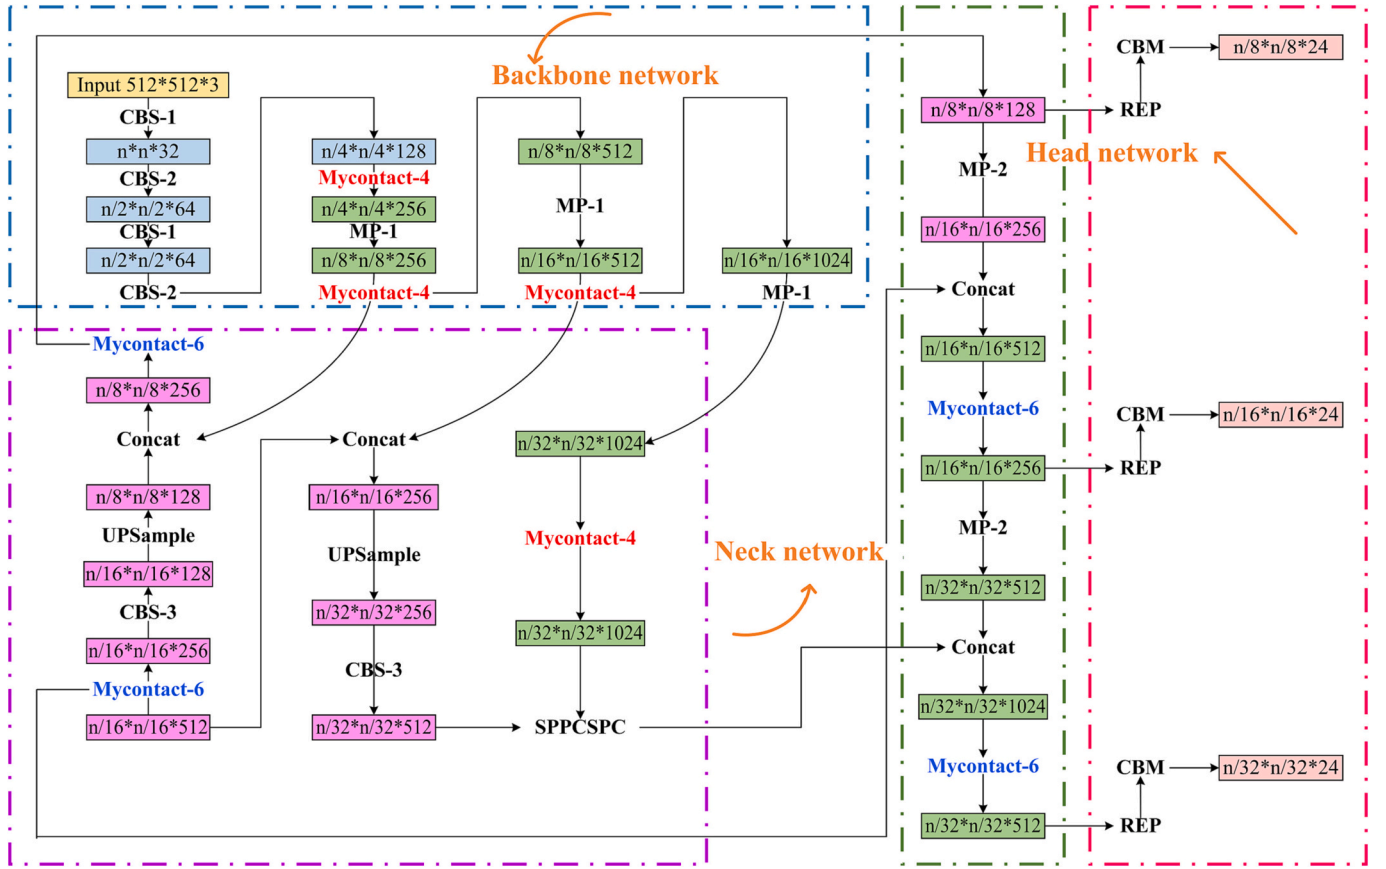 Backbone network
Input 512*512*3
CBS-1
n*n*32
CBS-2
n/2*n/2*64
CBS-1
n/2*n/2*64
CBS-2
n/4*n/4*128
Mycontact-4
n/4*n/4*256
MP-1
n/8*n/8*256
Mycontact-4
n/8*n/8*512
MP-1
n/16*n/16*512
Mycontact-4
n/16*n/16*1024
MP-1
Mycontact-6
n/8*n/8*256
Concat
n/8*n/8*128
UPSample
n/16*n/16*128
CBS-3
n/16*n/16*256
Mycontact-6
n/16*n/16*512
Concat
n/16*n/16*256
UPSample
n/32*n/32*256
CBS-3
n/32*n/32*512
n/32*n/32*1024
Mycontact-4
n/32*n/32*1024
SPPCSPC
Neck network
n/8*n/8*128
MP-2
n/16*n/16*256
Concat
n/16*n/16*512
Mycontact-6
n/16*n/16*256
MP-2
n/32*n/32*512
Concat
n/32*n/32*1024
Mycontact-6
n/32*n/32*512
Head network
CBM
n/8*n/8*24
REP
CBM
n/16*n/16*24
REP
CBM
n/32*n/32*24
REP